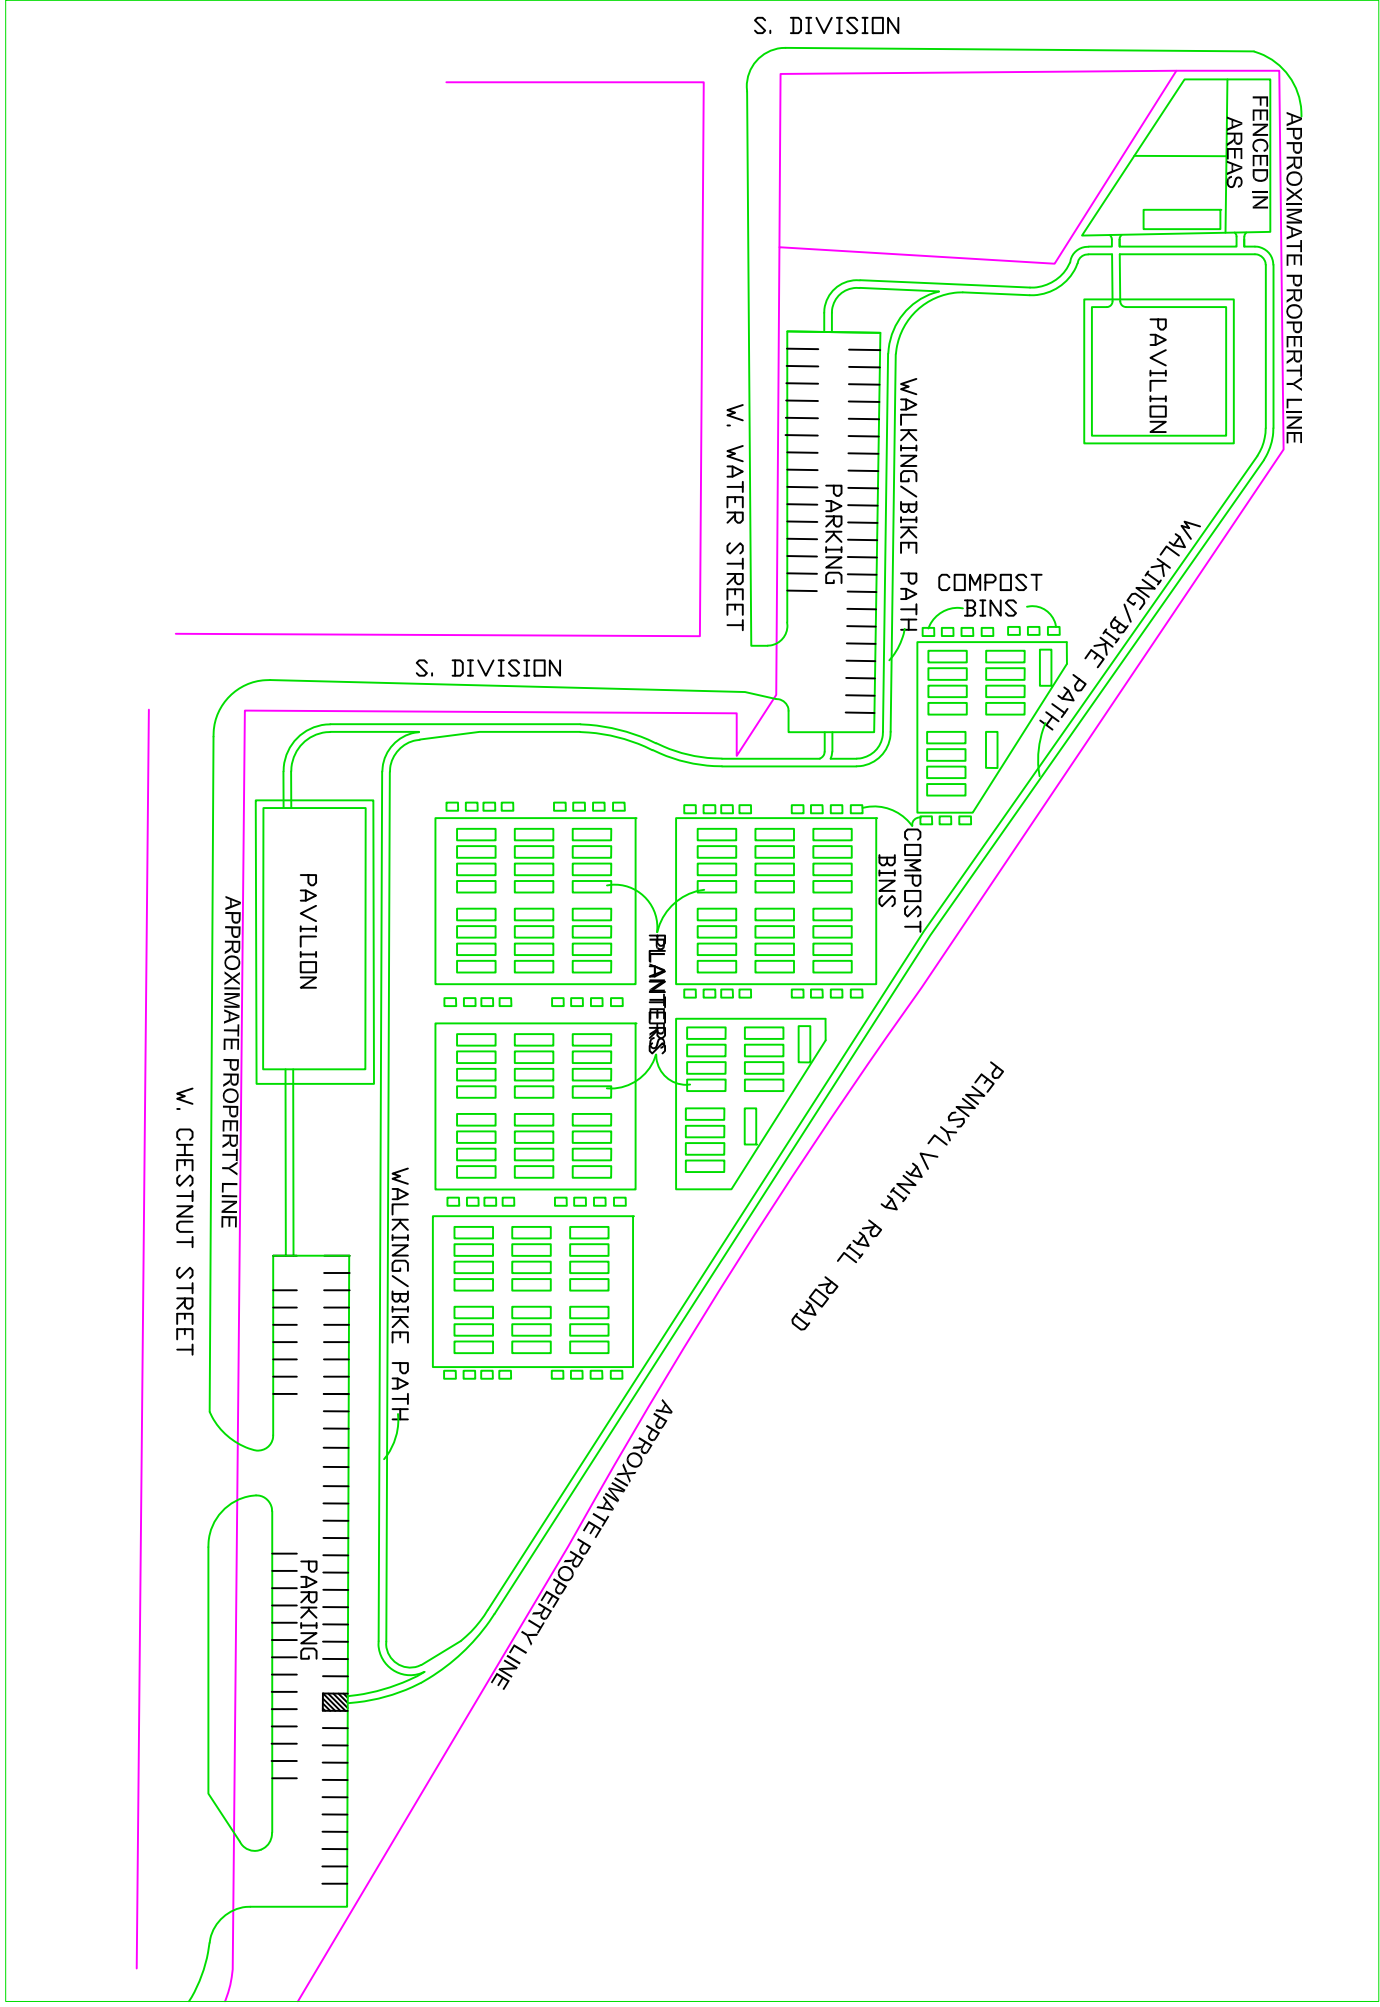 S. DIVISION
FENCED IN
AREAS
APPROXIMATE PROPERTY LINE
PAVILION
WALKING/BIKE PATH
W. WATER STREET
PARKING
WALKING/BIKE PATH
COMPOST
BINS
S. DIVISION
COMPOST
BINS
PAVILION
APPROXIMATE PROPERTY LINE
PLANTERS
PENNSYLVANIA RAIL ROAD
W. CHESTNUT STREET
WALKING/BIKE PATH
APPROXIMATE PROPERTY LINE
PARKING